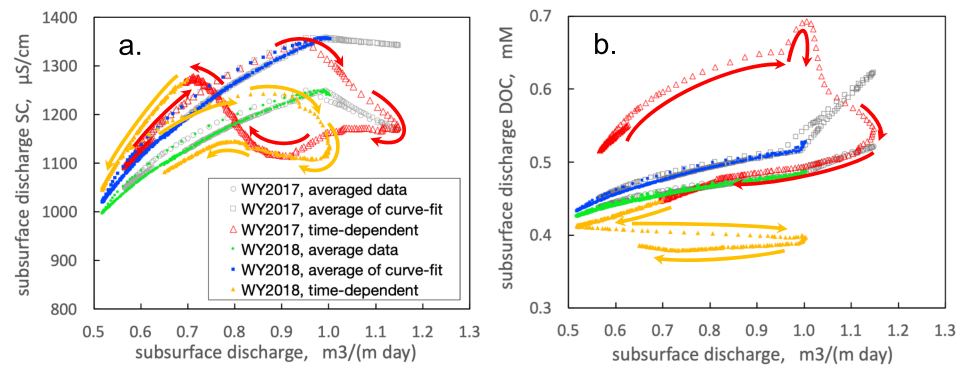 a.
subsurface discharge SC, µS/cm
1400
1300
1200
1100
1000
900
800
0.5 0.6 0.7 0.8 0.9 1.0 1.1 1.2 1.3
subsurface discharge, m3/(m day)
WY2017, averaged data
WY2017, average of curve-fit
WY2017, time-dependent
WY2018, average data
WY2018, average of curve-fit
WY2018, time-dependent
b.
subsurface discharge DOC, mM
0.7
0.6
0.5
0.4
0.3
0.5 0.6 0.7 0.8 0.9 1.0 1.1 1.2 1.3
subsurface discharge, m3/(m day)